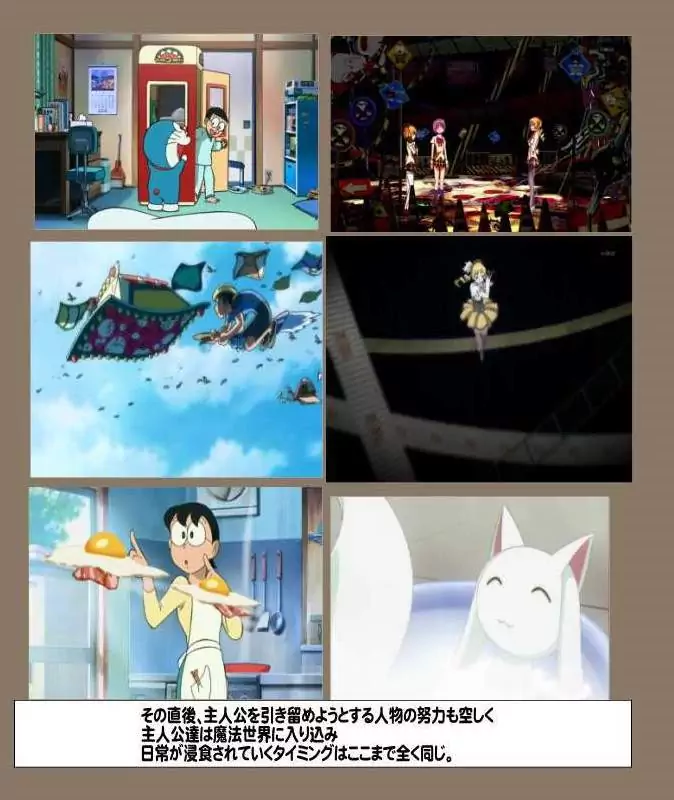 その直後、主人公を引き留めようとする人物の努力も空しく
主人公達は魔法世界に入り込み
日常が浸食されていくタイミングはここまで全く同じ。